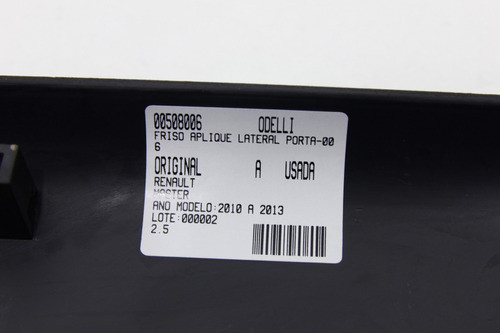 00508006 ODELLI
FRISO APLIQUE LATERAL PORTA-00
6
ORIGINAL A USADA
RENAULT
MASTER
ANO MODELO:2010 A 2013
LOTE:000002
2.5